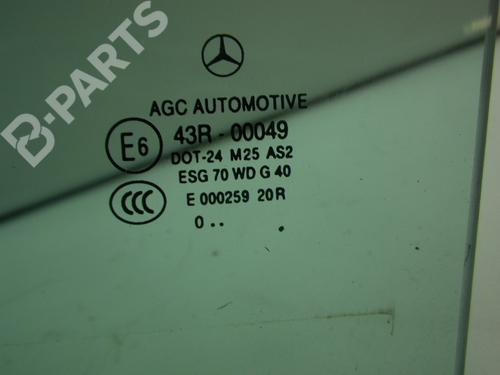 B-PARTS
AGC AUTOMOTIVE
E6 43R-00049
DOT-24 M25 AS2
ESG 70 WD G 40
CCC E 000259 20R
0..